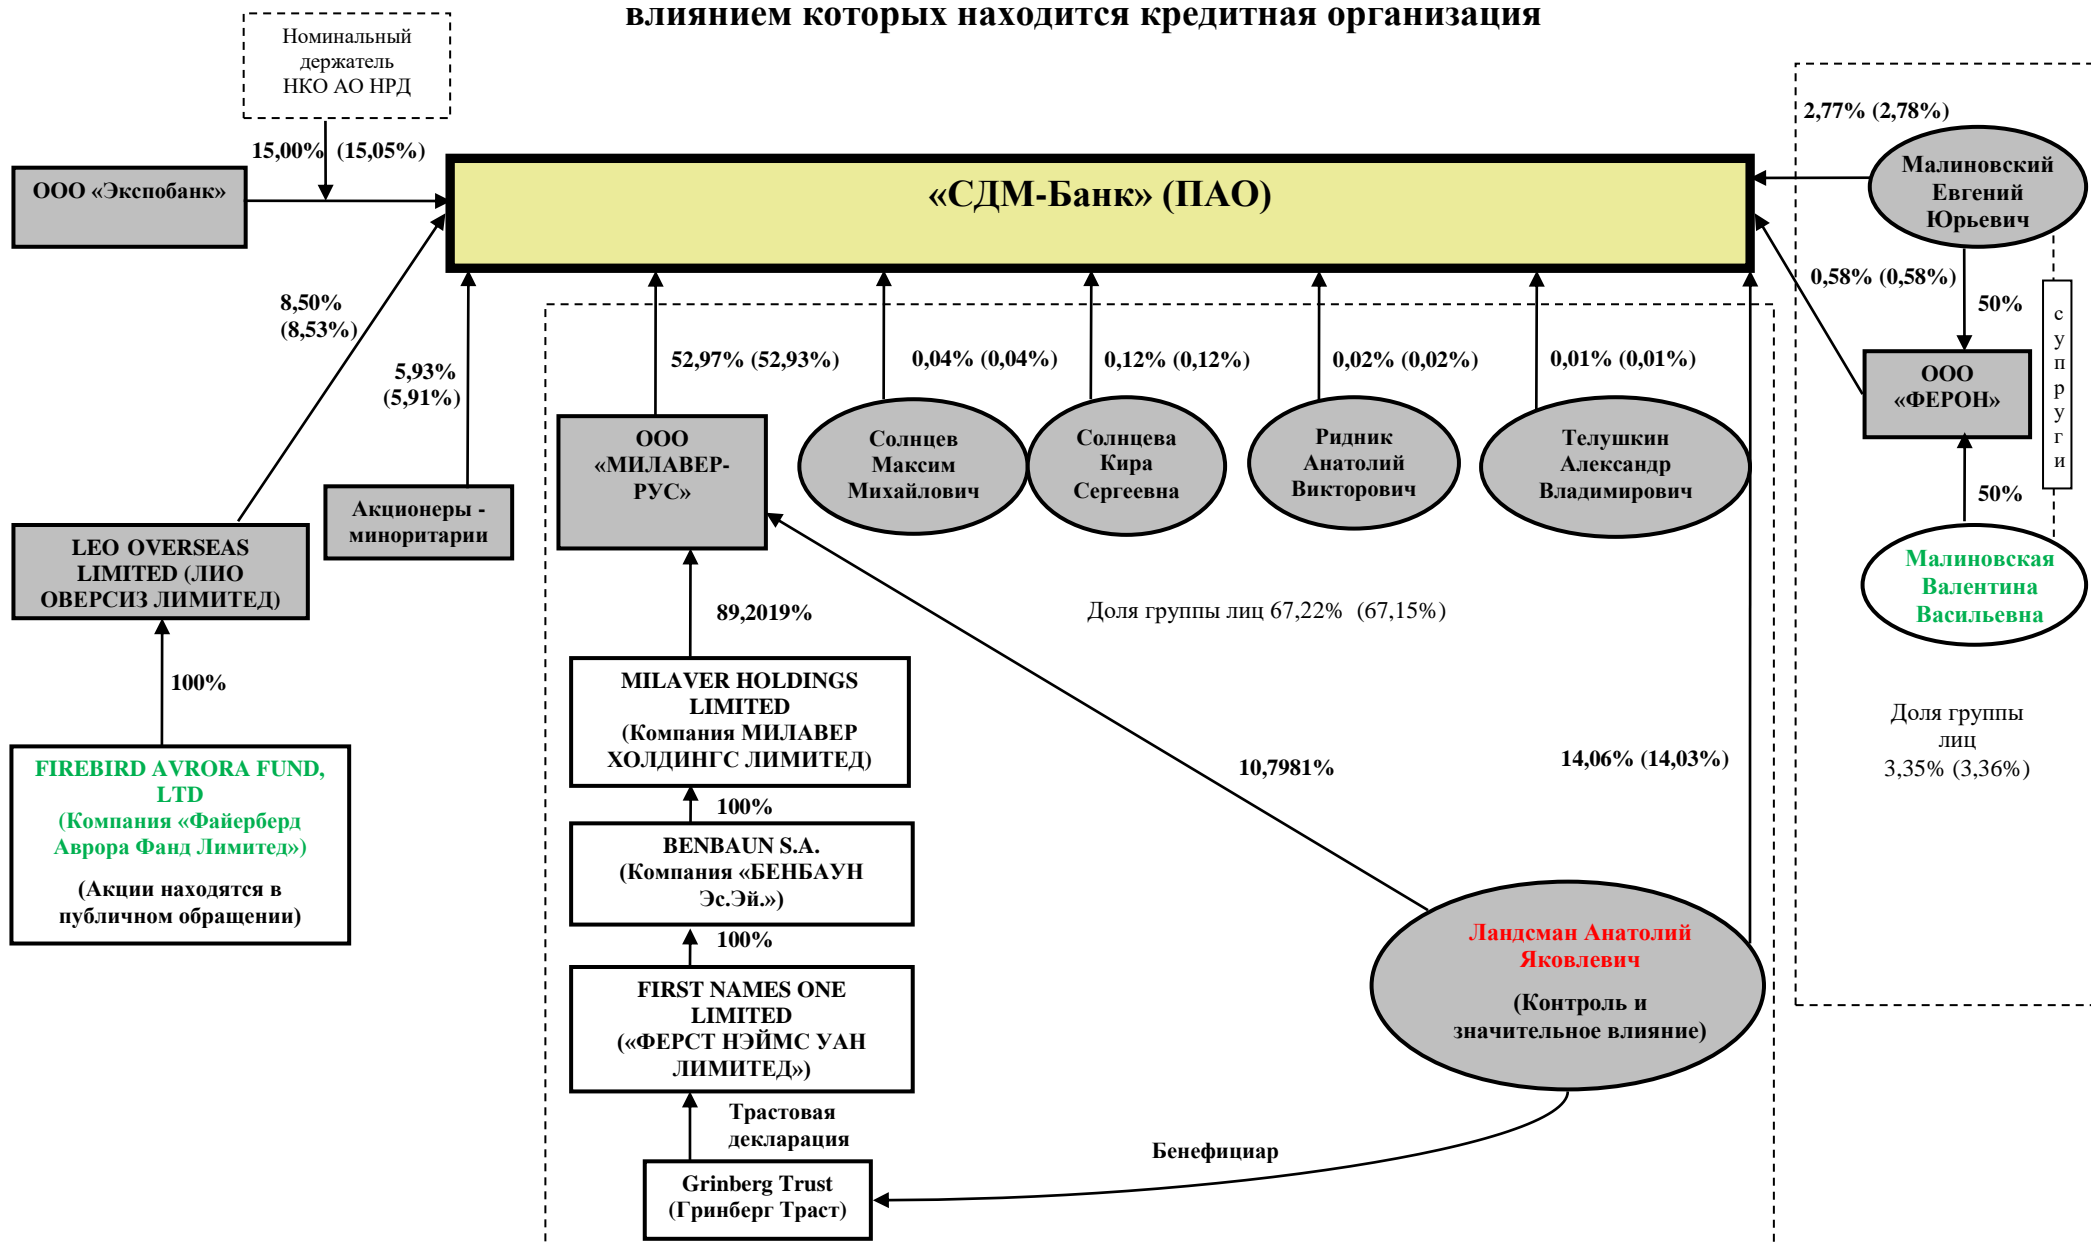 влиянием которых находится кредитная организация
Номинальный
держатель
НКО АО НРД
15,00% (15,05%)
ООО «Экспобанк»
«СДМ-Банк» (ПАО)
2,77% (2,78%)
Малиновский
Евгений
Юрьевич
0,58% (0,58%)
50%
супруги
ООО
«ФЕРОН»
50%
Малиновская
Валентина
Васильевна
Доля группы
лиц
3,35% (3,36%)
8,50%
(8,53%)
5,93%
(5,91%)
52,97% (52,93%)
0,04% (0,04%)
0,12% (0,12%)
0,02% (0,02%)
0,01% (0,01%)
ООО
«МИЛАВЕР-
РУС»
Солнцев
Максим
Михайлович
Солнцева
Кира
Сергеевна
Ридник
Анатолий
Викторович
Телушкин
Александр
Владимирович
Акционеры -
миноритарии
LEO OVERSEAS
LIMITED (ЛИО
ОВЕРСИЗ ЛИМИТЕД)
100%
FIREBIRD AVRORA FUND,
LTD
(Компания «Файерберд
Аврора Фанд Лимитед»)
(Акции находятся в
публичном обращении)
89,2019%
Доля группы лиц 67,22% (67,15%)
MILAVER HOLDINGS
LIMITED
(Компания МИЛАВЕР
ХОЛДИНГС ЛИМИТЕД)
10,7981%
14,06% (14,03%)
100%
BENBAUN S.A.
(Компания «БЕНБАУН
Эс.Эй.»)
100%
FIRST NAMES ONE
LIMITED
(«ФЕРСТ НЭЙМС УАН
ЛИМИТЕД»)
Ландсман Анатолий
Яковлевич
(Контроль и
значительное влияние)
Трастовая
декларация
Бенефициар
Grinberg Trust
(Гринберг Траст)